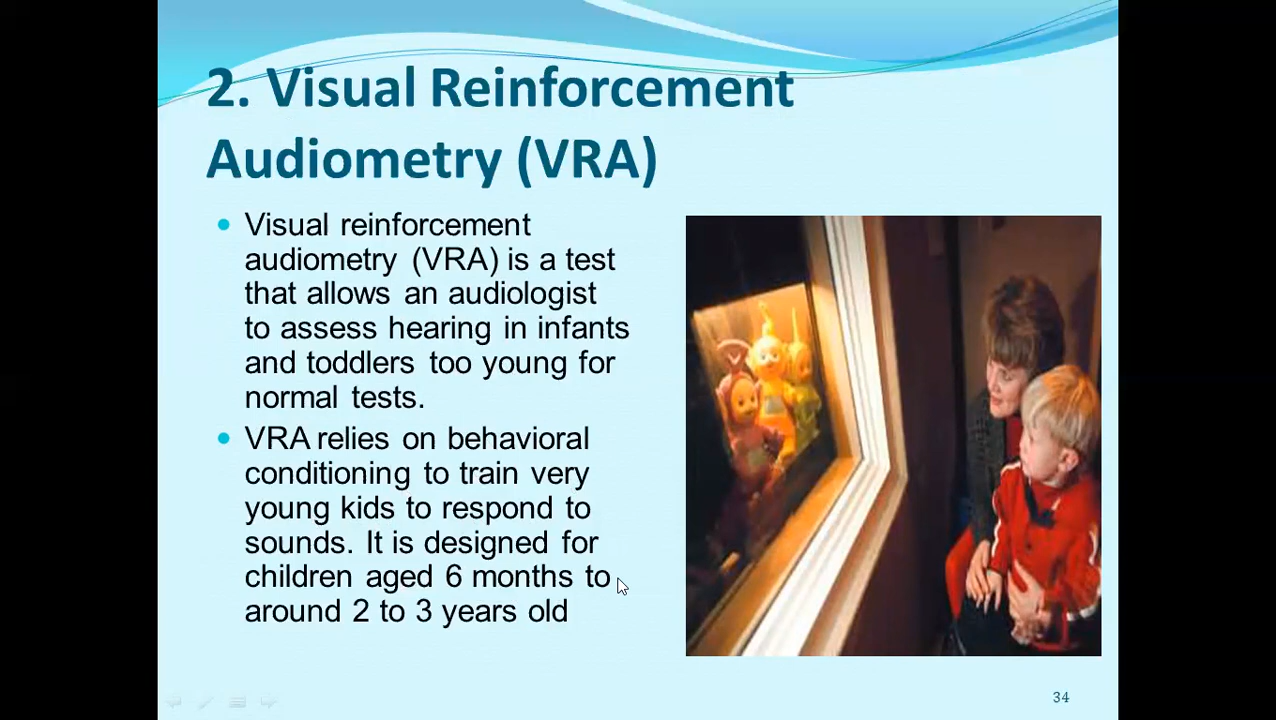 2. Visual Reinforcement
Audiometry (VRA)
Visual reinforcement
audiometry (VRA) is a test
that allows an audiologist
to assess hearing in infants
and toddlers too young for
normal tests.
VRA relies on behavioral
conditioning to train very
young kids to respond to
sounds. It is designed for
children aged 6 months to
around 2 to 3 years old
34